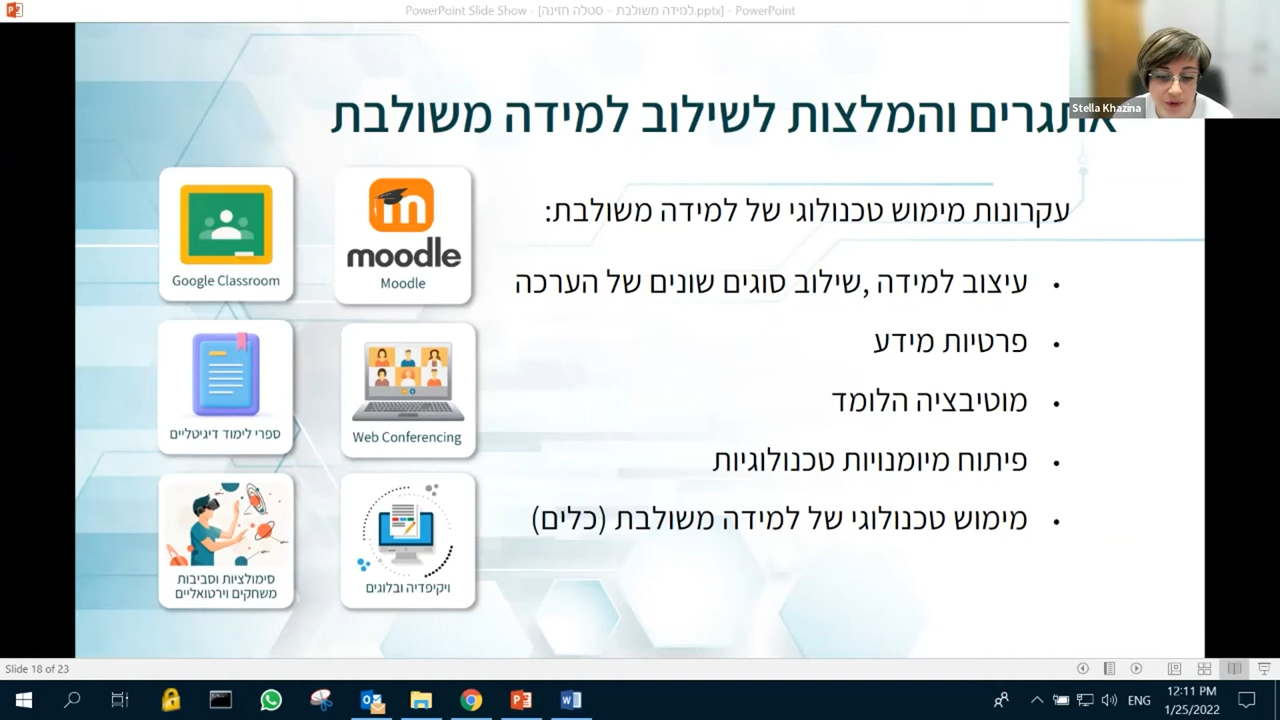 PowerPoint Slide Show - [למידה משולבת - סטלה חזינה.pptx] - PowerPoint
Stella Khazina
אתגרים והמלצות לשילוב למידה משולבת
עקרונות מימוש טכנולוגי של למידה משולבת:
• עיצוב למידה ,שילוב סוגים שונים של הערכה
• פרטיות מידע
• מוטיבציה הלומד
• פיתוח מיומנויות טכנולוגיות
• מימוש טכנולוגי של למידה משולבת (כלים)
moodle
Moodle
Google Classroom
Web Conferencing
ספרי לימוד דיגיטליים
ויקיפדיה ובלוגים
סימולציות וסביבות
משחקים וירטואליים
Slide 18 of 23
ENG
12:11 PM
1/25/2022